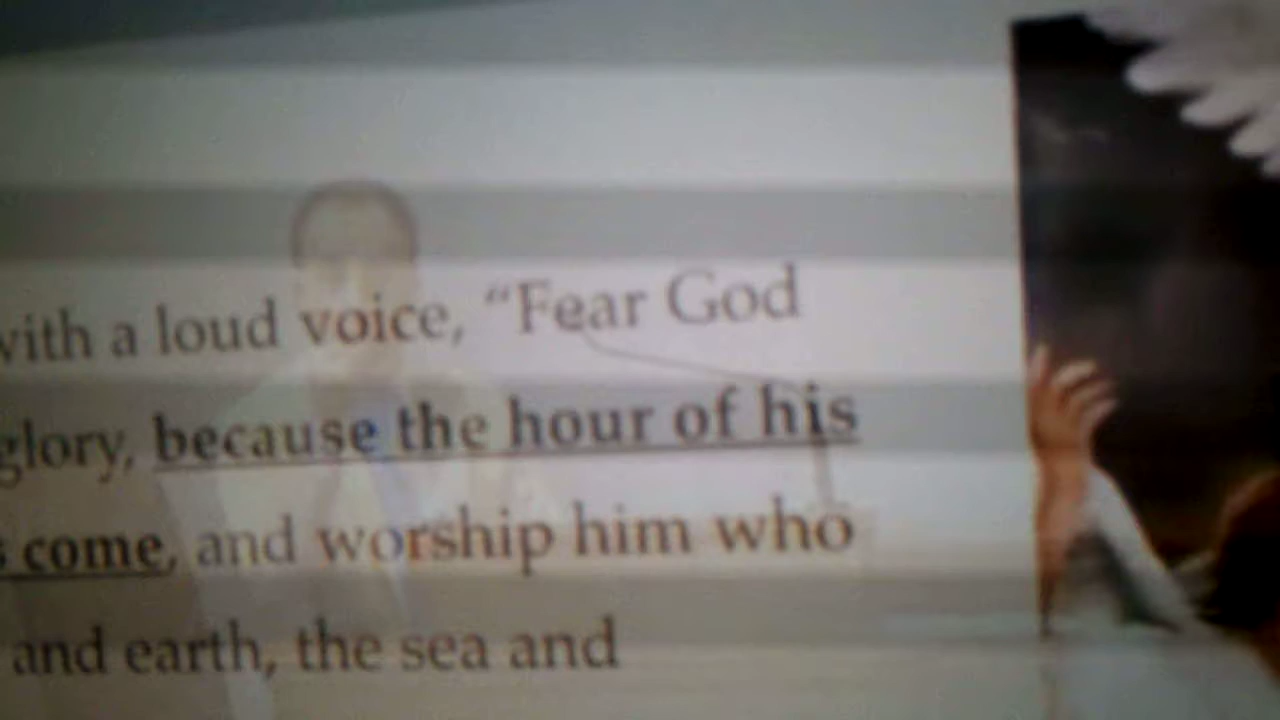 with a loud voice, “Fear God
glory, because the hour of his
come, and worship him who
and earth, the sea and